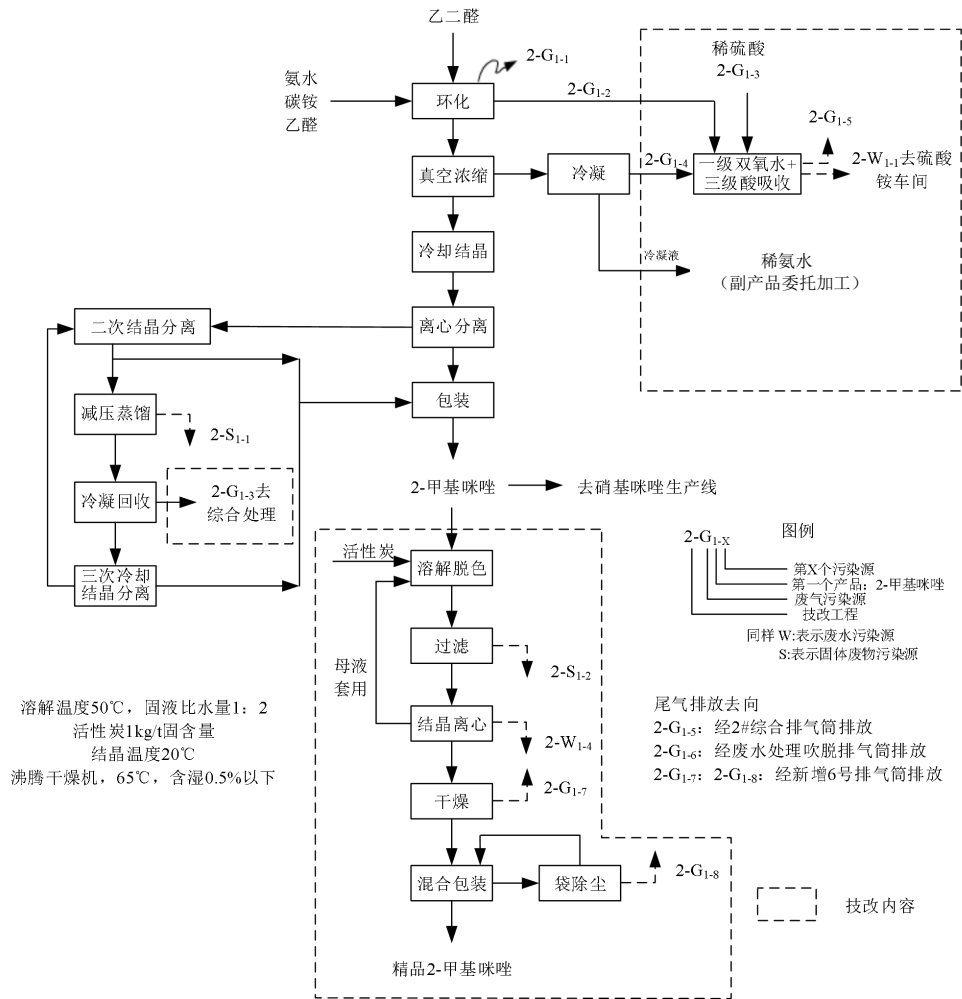 乙二醛
2-G1-1
稀硫酸
2-G1-3
氨水
碳铵
乙醛
环化
2-G1-2
2-G1-5
真空浓缩
冷凝
2-G1-4
一级双氧水+
三级酸吸收
2-W1-1去硫酸
铵车间
冷却结晶
冷凝液
稀氨水
（副产品委托加工）
二次结晶分离
离心分离
减压蒸馏
包装
2-S1-1
冷凝回收
2-G1-3去
综合处理
2-甲基咪唑
去硝基咪唑生产线
三次冷却
结晶分离
活性炭
溶解脱色
图例
2-G1-X
第X个污染源
第一个产品：2-甲基咪唑
废气污染源
技改工程
同样 W:表示废水污染源
S:表示固体废物污染源
过滤
2-S1-2
母液
套用
结晶离心
2-W1-4
溶解温度50℃，固液比水量1：2
活性炭1kg/t固含量
结晶温度20℃
沸腾干燥机，65℃，含湿0.5%以下
尾气排放去向
2-G1-5：经2#综合排气筒排放
2-G1-6：经废水处理吹脱排气筒排放
2-G1-7：2-G1-8：经新增6号排气筒排放
干燥
2-G1-7
混合包装
袋除尘
2-G1-8
技改内容
精品2-甲基咪唑